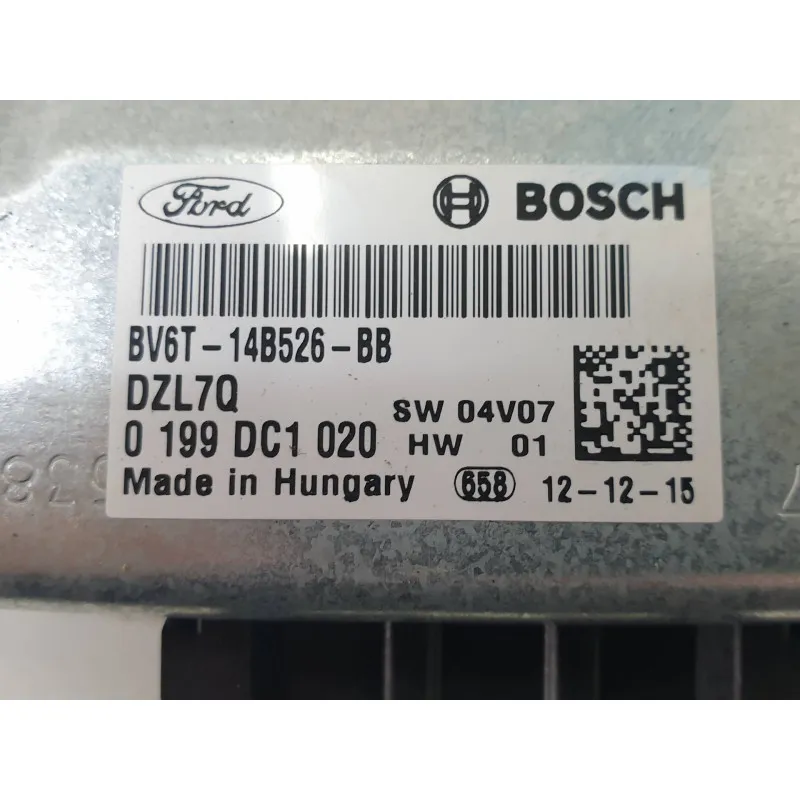 Ford BOSCH
BV6T-14B526-BB
DZL7Q
SW 04V07
0 199 DC1 020 HW 01
Made in Hungary 658 12-12-15
538